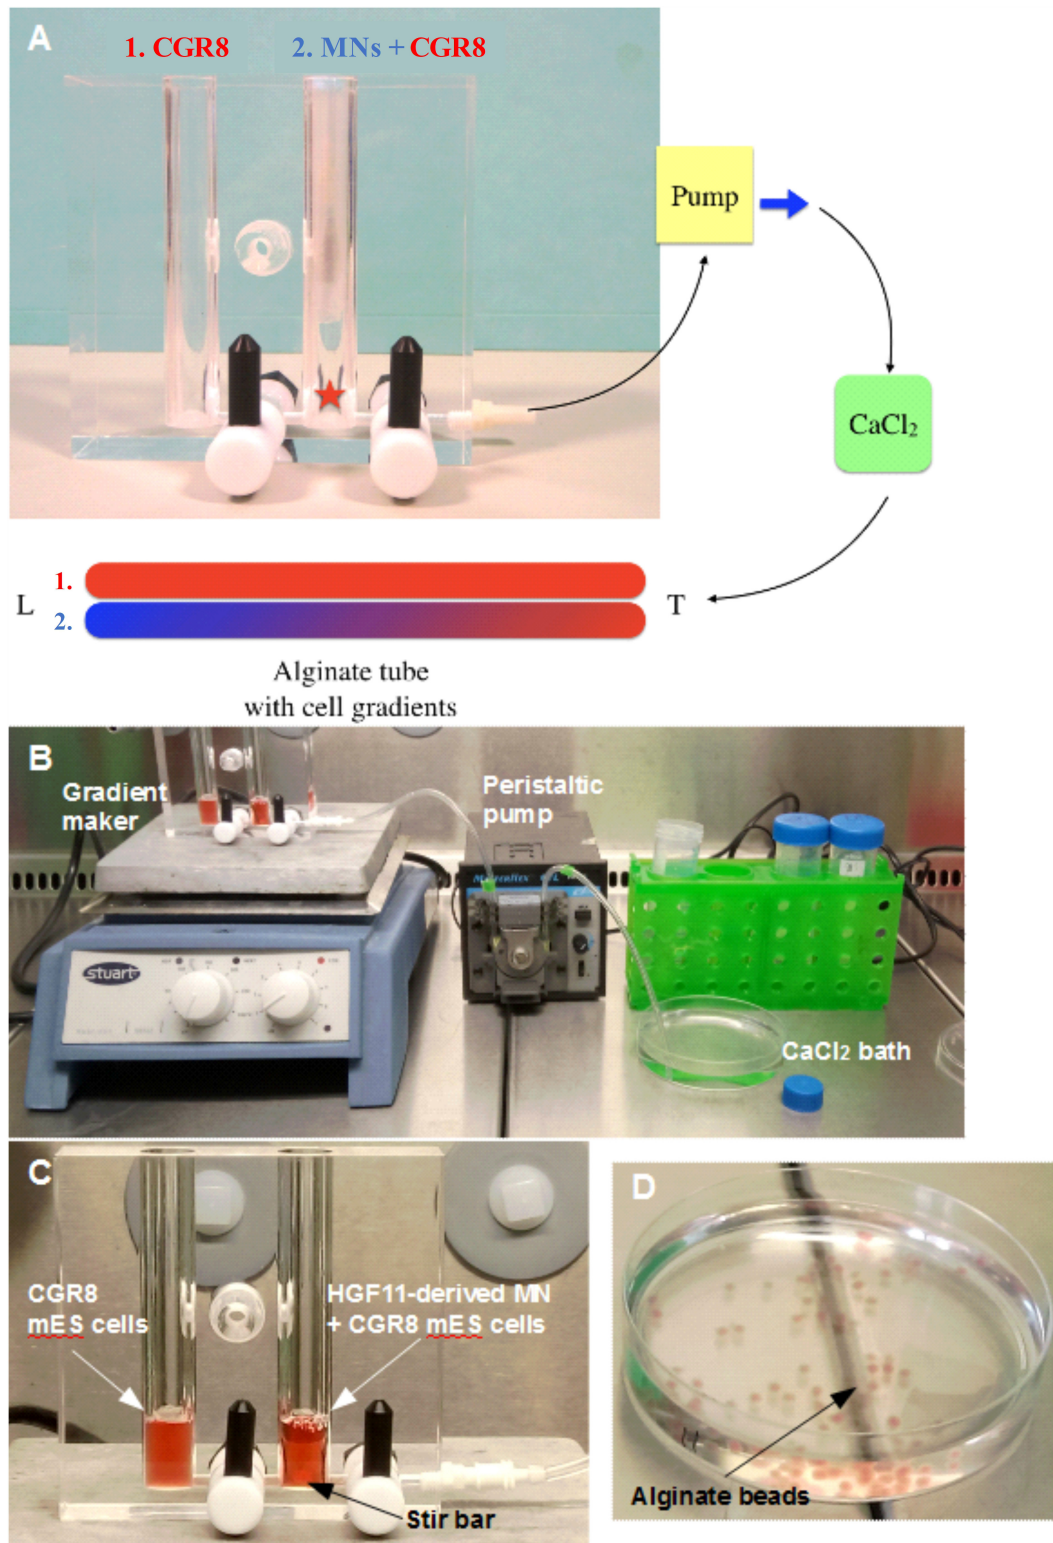 A
1. CGR8
2. MNs + CGR8
Pump
CaCl₂
1.
L
T
2.
Alginate tube
with cell gradients
B
Gradient
maker
Peristaltic
pump
stuart
CaCl₂ bath
C
CGR8
mES cells
HGF11-derived MN
+ CGR8 mES cells
Stir bar
D
Alginate beads